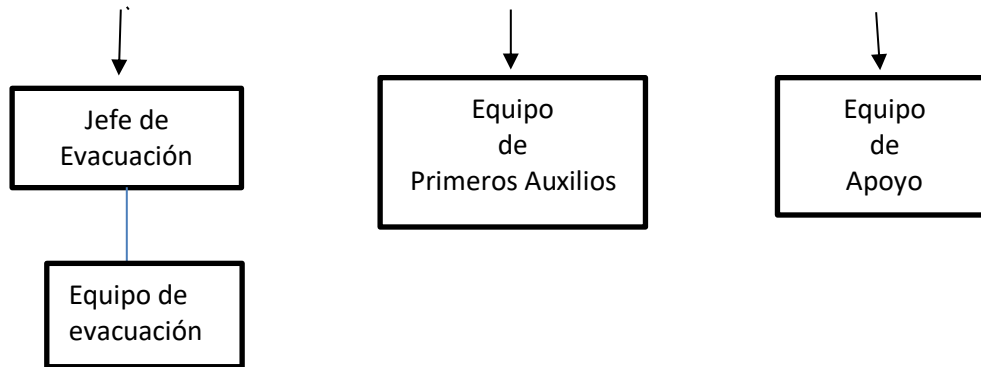 Jefe de
Evacuación
Equipo
de
Primeros Auxilios
Equipo
de
Apoyo
Equipo de
evacuación